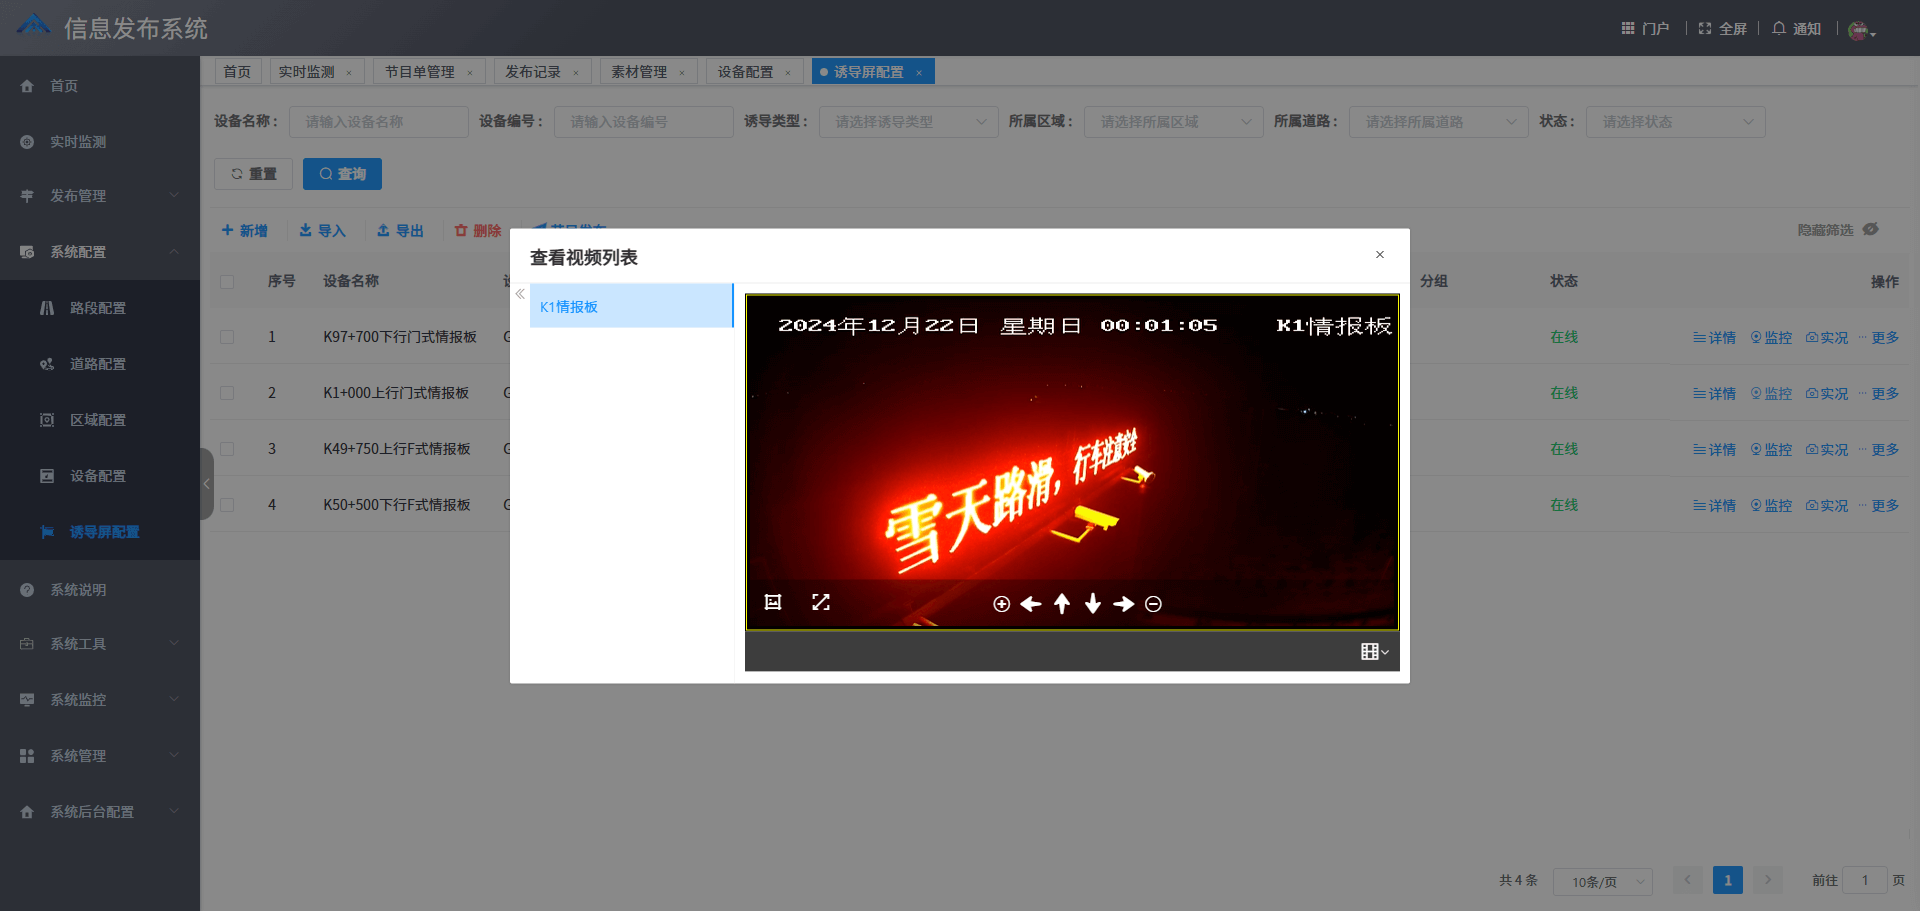 信息发布系统
门户
全屏
通知
首页
实时监测
发布管理
系统配置
路段配置
道路配置
区域配置
设备配置
诱导屏配置
系统说明
系统工具
系统监控
系统管理
系统后台配置
首页 实时监测 × 节目单管理 × 发布记录 × 素材管理 × 设备配置 × 诱导屏配置 ×
设备名称： 请输入设备名称 设备编号： 请输入设备编号 诱导类型： 请选择诱导类型 所属区域： 请选择所属区域 所属道路： 请选择所属道路 状态： 请选择状态
重置 查询
新增 导入 导出 删除 隐藏筛选
序号 设备名称 分组 状态 操作
1 K97+700下行门式情报板 在线 详情 监控 实况 ··· 更多
2 K1+000上行门式情报板 在线 详情 监控 实况 ··· 更多
3 K49+750上行F式情报板 在线 详情 监控 实况 ··· 更多
4 K50+500下行F式情报板 在线 详情 监控 实况 ··· 更多
查看视频列表 ×
K1情报板
2024年12月22日 星期日 00:01:05 K1情报板
雪天路滑，行车注意安全
共 4 条 10条/页 1 前往 1 页